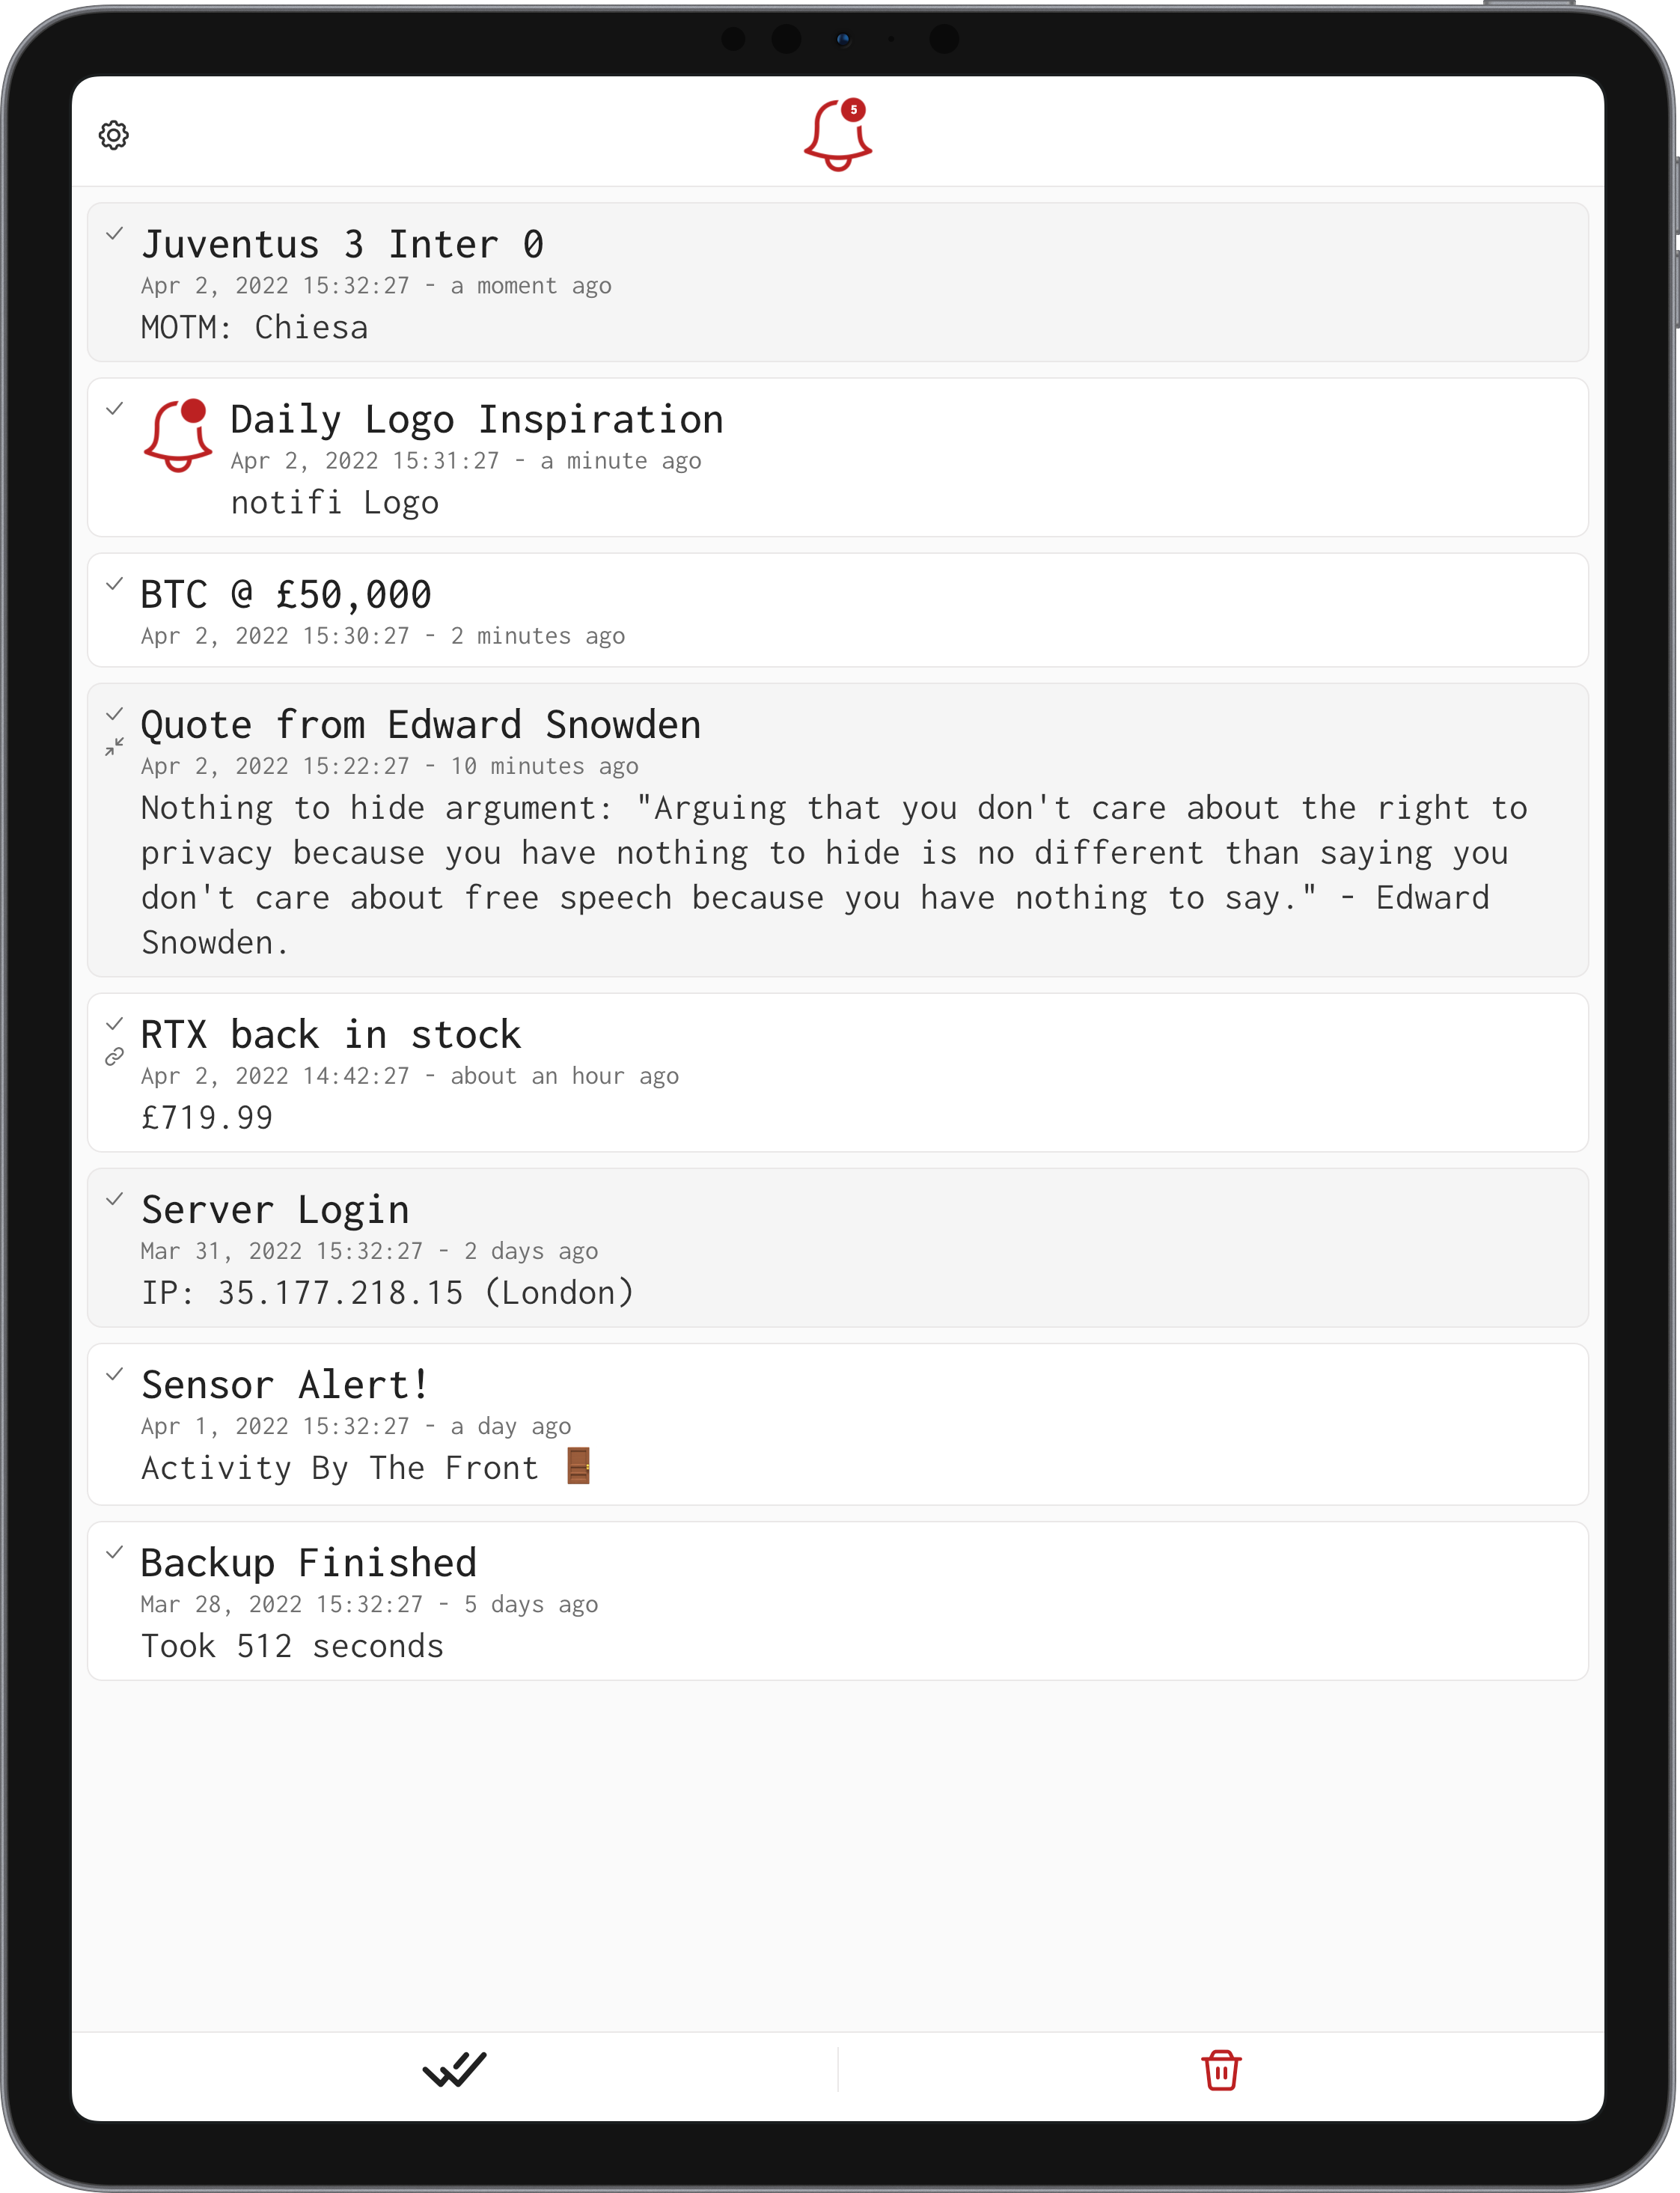 5
Juventus 3 Inter 0
Apr 2, 2022 15:32:27 - a moment ago
MOTM: Chiesa
Daily Logo Inspiration
Apr 2, 2022 15:31:27 - a minute ago
notifi Logo
BTC @ £50,000
Apr 2, 2022 15:30:27 - 2 minutes ago
Quote from Edward Snowden
Apr 2, 2022 15:22:27 - 10 minutes ago
Nothing to hide argument: "Arguing that you don't care about the right to
privacy because you have nothing to hide is no different than saying you
don't care about free speech because you have nothing to say." - Edward
Snowden.
RTX back in stock
Apr 2, 2022 14:42:27 - about an hour ago
£719.99
Server Login
Mar 31, 2022 15:32:27 - 2 days ago
IP: 35.177.218.15 (London)
Sensor Alert!
Apr 1, 2022 15:32:27 - a day ago
Activity By The Front 🚪
Backup Finished
Mar 28, 2022 15:32:27 - 5 days ago
Took 512 seconds